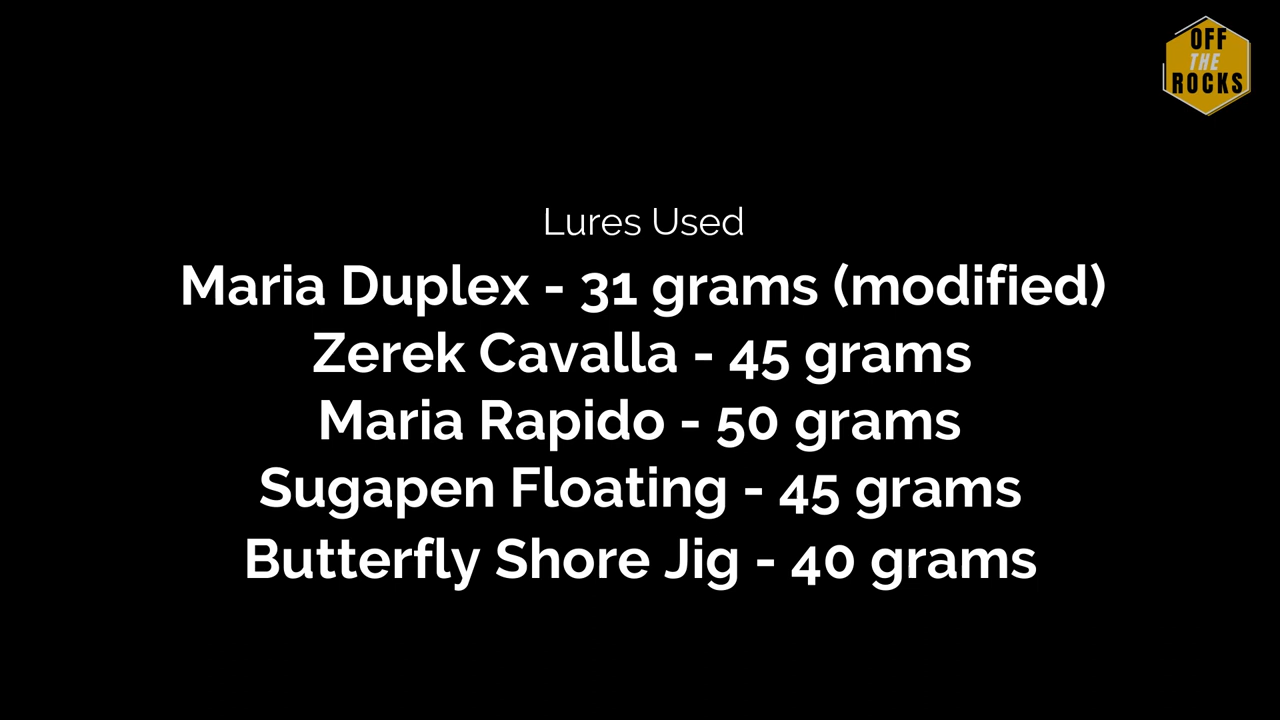 OFF
THE
ROCKS
Lures Used
Maria Duplex - 31 grams (modified)
Zerek Cavalla - 45 grams
Maria Rapido - 50 grams
Sugapen Floating - 45 grams
Butterfly Shore Jig - 40 grams